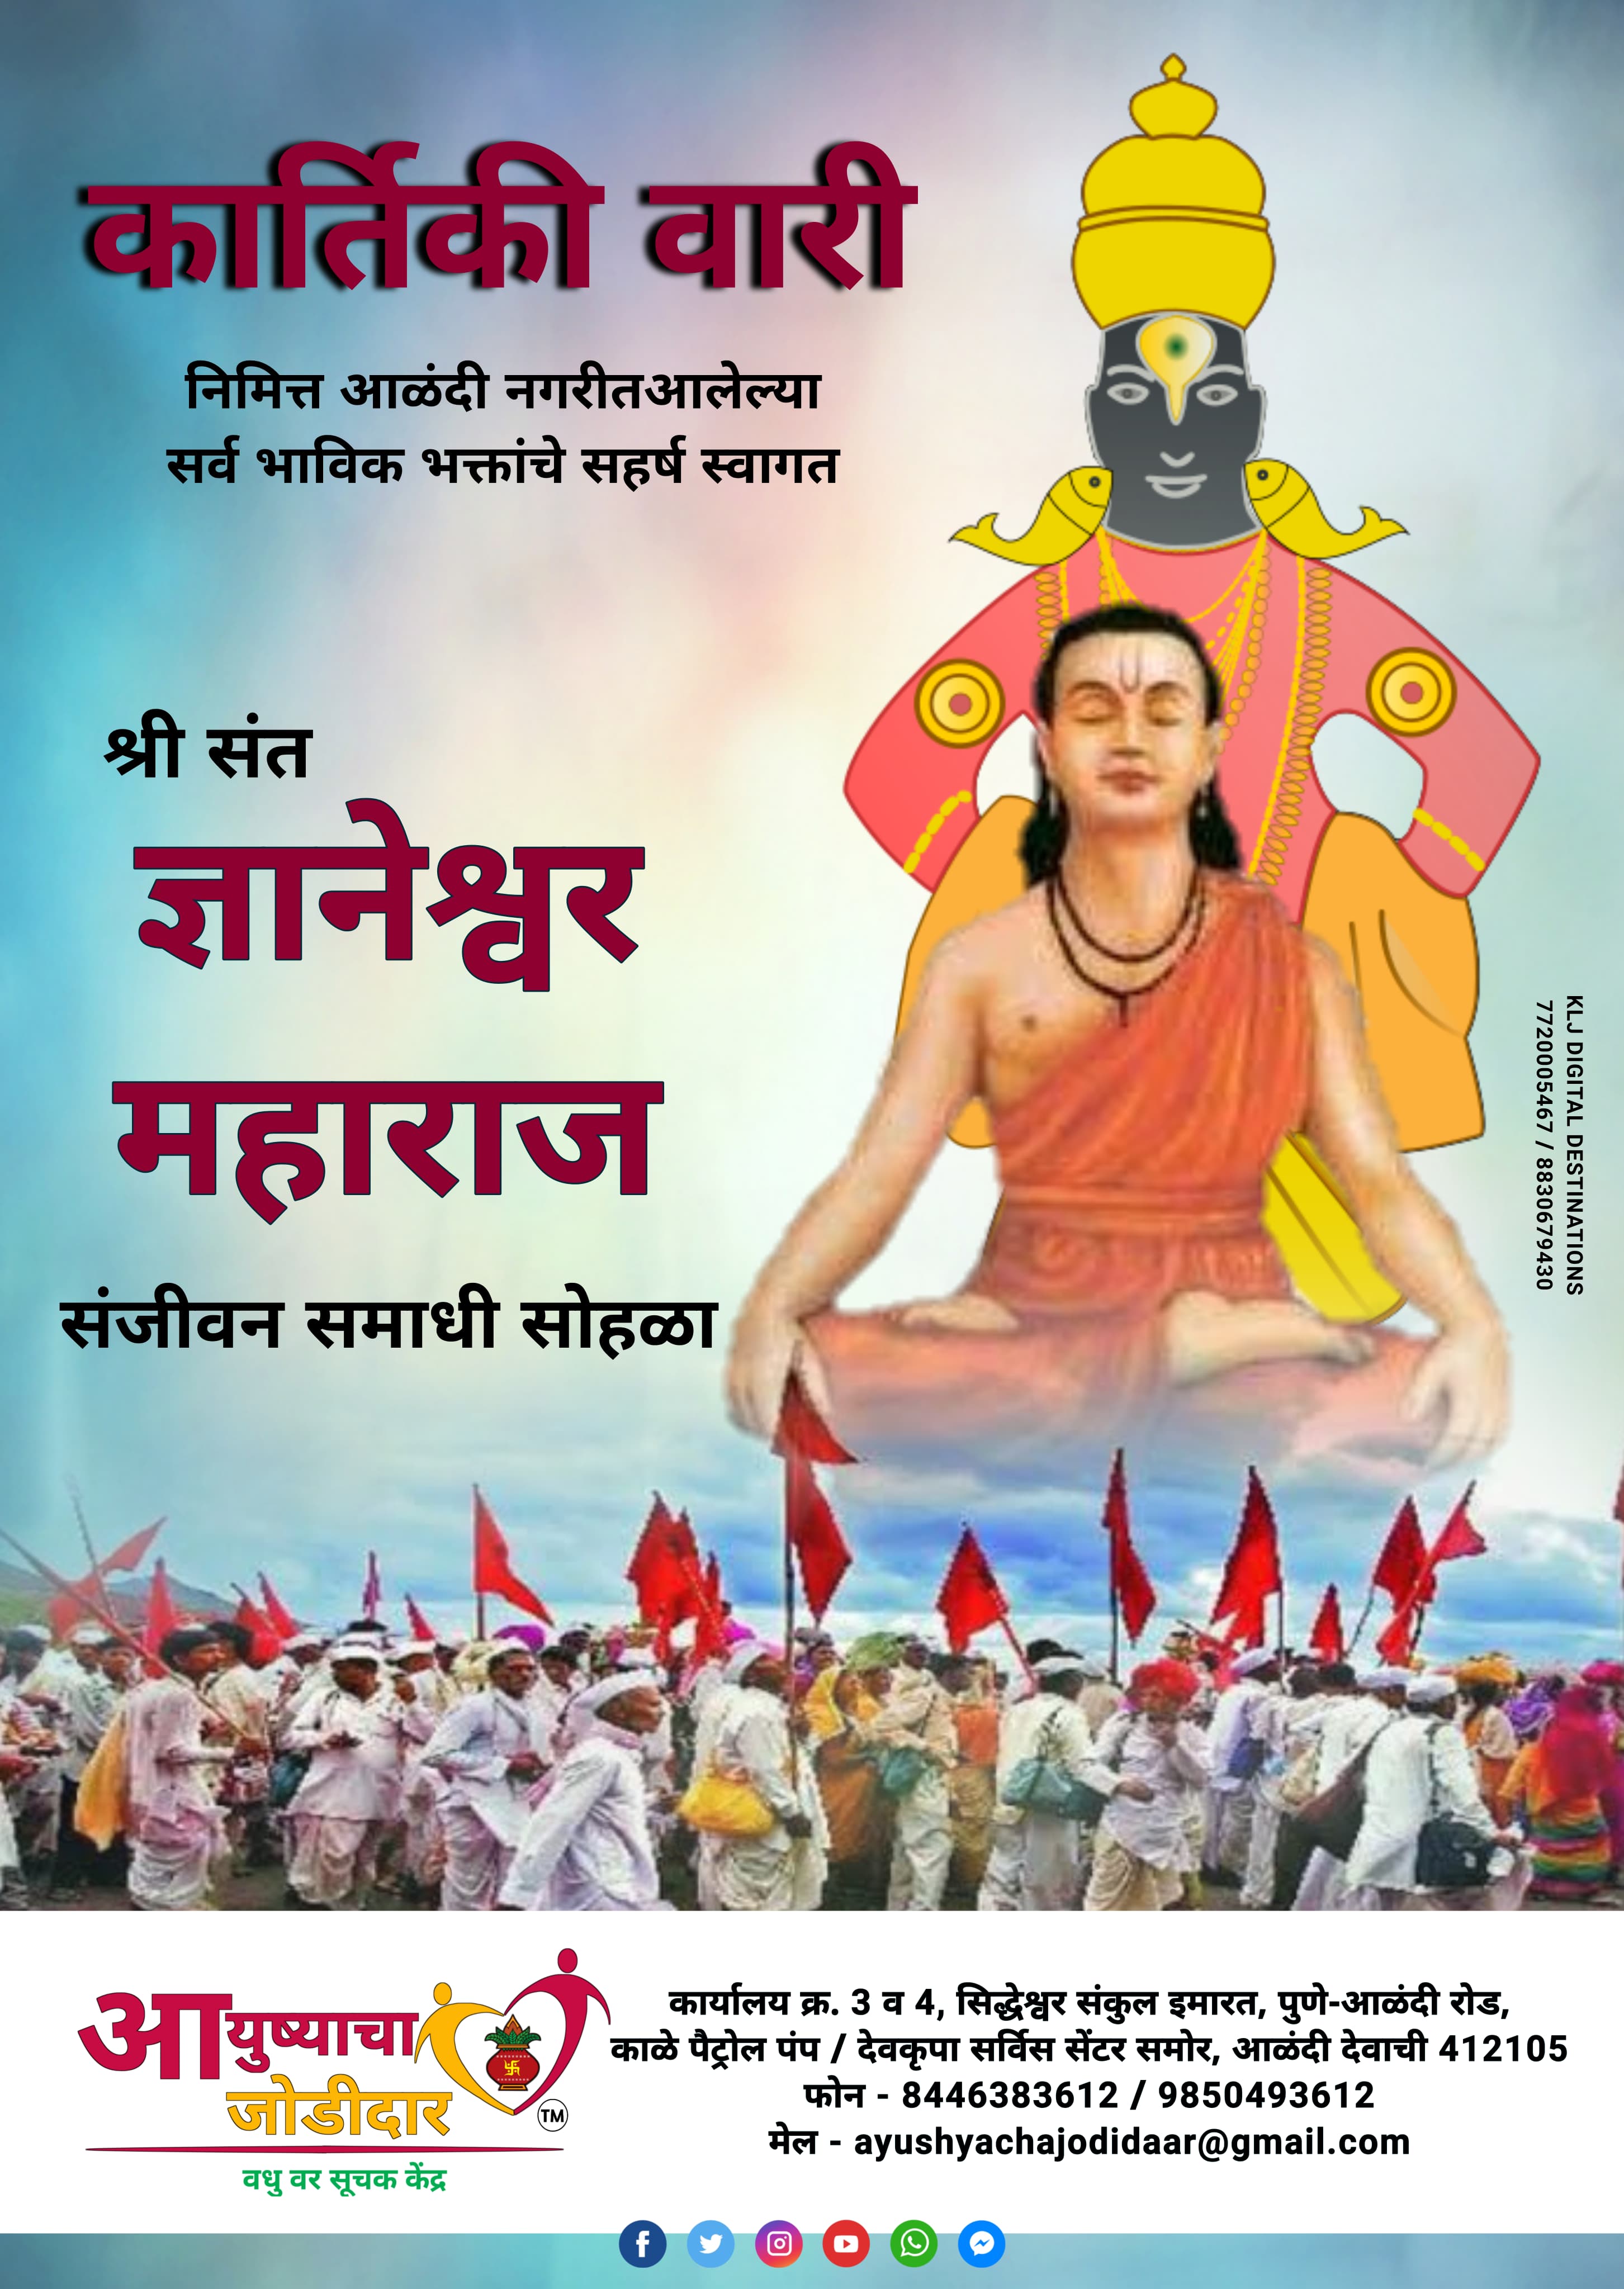 कार्तिकी वारी
निमित्त आळंदी नगरीतआलेल्या
सर्व भाविक भक्तांचे सहर्ष स्वागत
श्री संत
ज्ञानेश्वर
महाराज
संजीवन समाधी सोहळा
KLJ DIGITAL DESTINATIONS
7720005467 / 8830679430
आयुष्याचा
जोडीदार
TM
वधु वर सूचक केंद्र
कार्यालय क्र. 3 व 4, सिद्धेश्वर संकुल इमारत, पुणे-आळंदी रोड,
काळे पैट्रोल पंप / देवकृपा सर्विस सेंटर समोर, आळंदी देवाची 412105
फोन - 8446383612 / 9850493612
मेल - ayushyachajodidaar@gmail.com